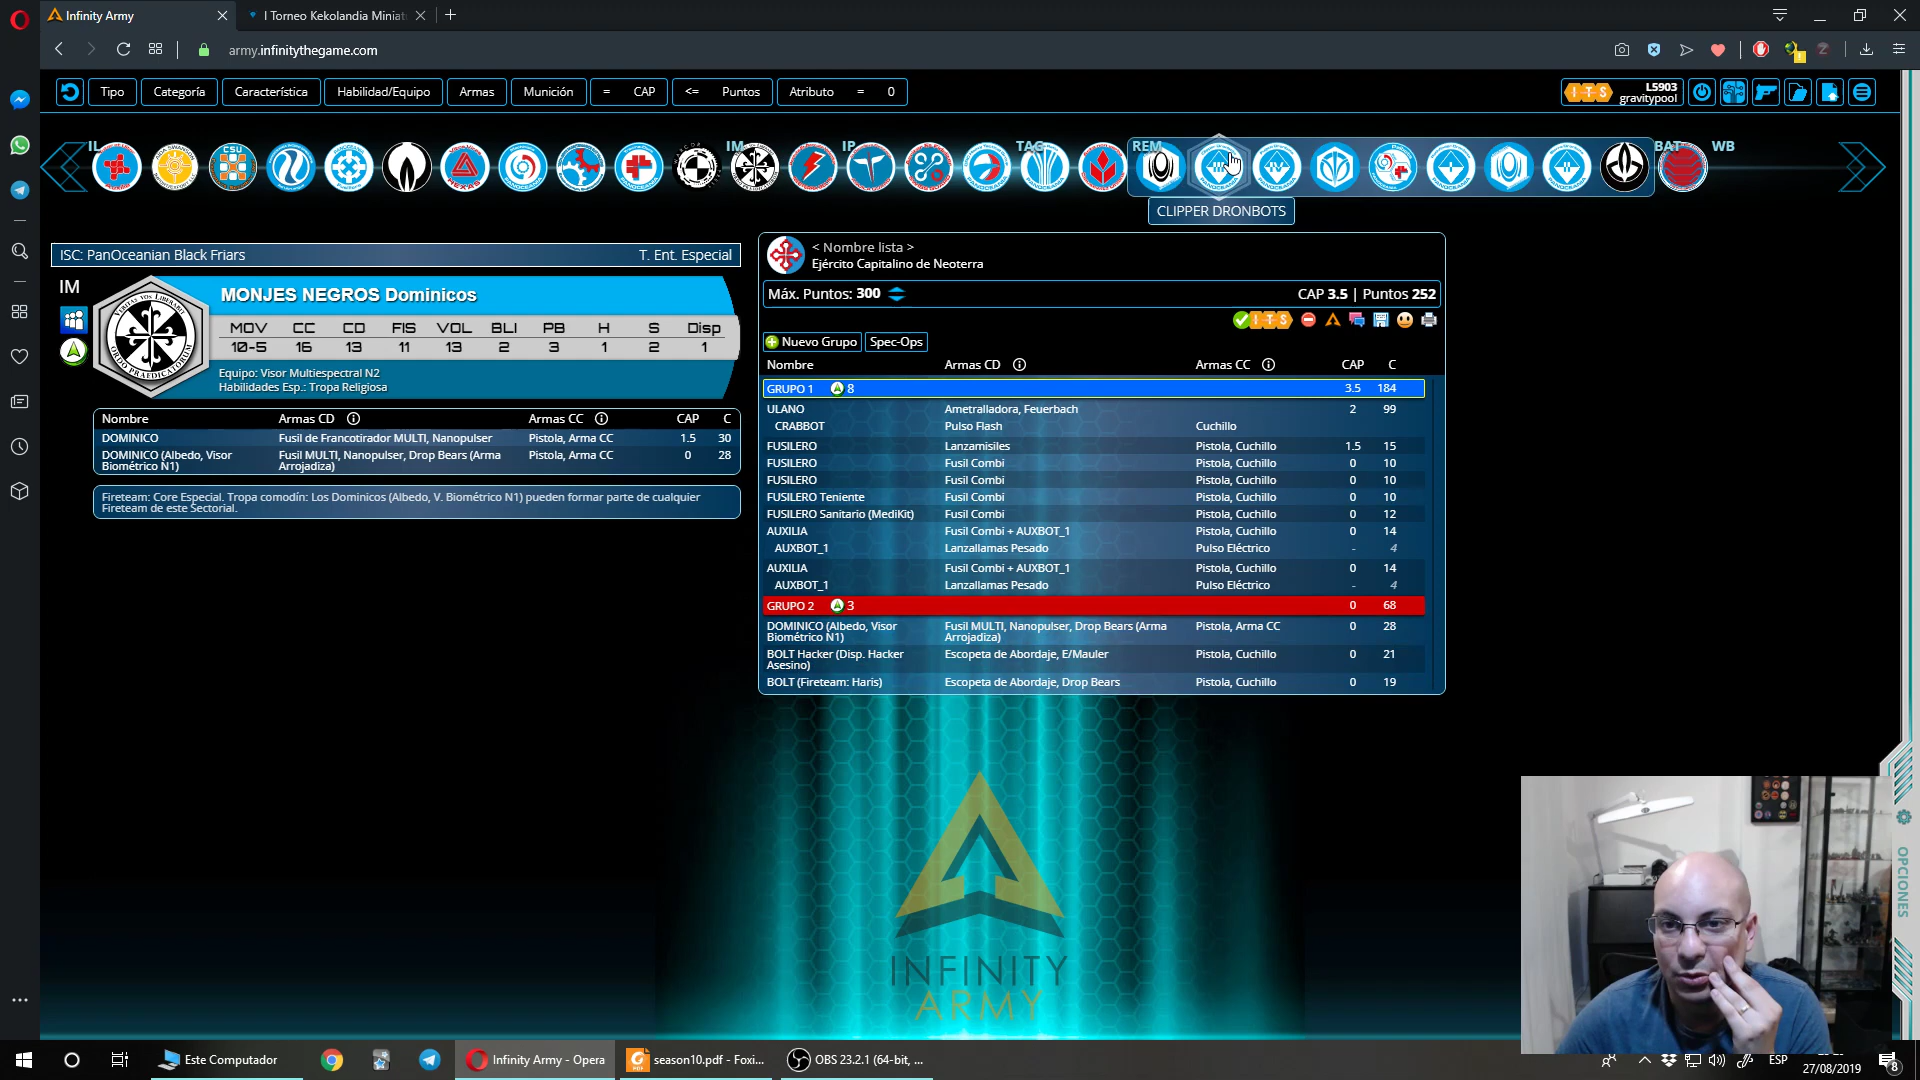 Infinity Army
I Torneo Kekolandia Miniat
army.infinitythegame.com
Tipo
Categoría
Característica
Habilidad/Equipo
Armas
Munición
= CAP
<= Puntos
Atributo = 0
ITS
L5903
gravitypool
IL
IM
IP
TAG
REM
BAT
WB
CSU
CLIPPER DRONBOTS
ISC: PanOceanian Black Friars
T. Ent. Especial
IM
MONJES NEGROS Dominicos
MOV CC CD FIS VOL BLI PB H S Disp
10-5 16 13 11 13 2 3 1 2 1
Equipo: Visor Multiespectral N2
Habilidades Esp.: Tropa Religiosa
Nombre Armas CD Armas CC CAP C
DOMINICO Fusil de Francotirador MULTI, Nanopulser Pistola, Arma CC 1.5 30
DOMINICO (Albedo, Visor Biométrico N1) Fusil MULTI, Nanopulser, Drop Bears (Arma Arrojadiza) Pistola, Arma CC 0 28
Fireteam: Core Especial. Tropa comodín: Los Dominicos (Albedo, V. Biométrico N1) pueden formar parte de cualquier
Fireteam de este Sectorial.
< Nombre lista >
Ejército Capitalino de Neoterra
Máx. Puntos: 300
CAP 3.5 | Puntos 252
ITS
Nuevo Grupo
Spec-Ops
Nombre Armas CD Armas CC CAP C
GRUPO 1 8 3.5 184
ULANO Ametralladora, Feuerbach 2 99
CRABBOT Pulso Flash Cuchillo
FUSILERO Lanzamisiles Pistola, Cuchillo 1.5 15
FUSILERO Fusil Combi Pistola, Cuchillo 0 10
FUSILERO Fusil Combi Pistola, Cuchillo 0 10
FUSILERO Teniente Fusil Combi Pistola, Cuchillo 0 10
FUSILERO Sanitario (MediKit) Fusil Combi Pistola, Cuchillo 0 12
AUXILIA Fusil Combi + AUXBOT_1 Pistola, Cuchillo 0 14
AUXBOT_1 Lanzallamas Pesado Pulso Eléctrico - 4
AUXILIA Fusil Combi + AUXBOT_1 Pistola, Cuchillo 0 14
AUXBOT_1 Lanzallamas Pesado Pulso Eléctrico - 4
GRUPO 2 3 0 68
DOMINICO (Albedo, Visor Biométrico N1) Fusil MULTI, Nanopulser, Drop Bears (Arma Arrojadiza) Pistola, Arma CC 0 28
BOLT Hacker (Disp. Hacker Asesino) Escopeta de Abordaje, E/Mauler Pistola, Cuchillo 0 21
BOLT (Fireteam: Haris) Escopeta de Abordaje, Drop Bears Pistola, Cuchillo 0 19
INFINITY
ARMY
OPCIONES
Este Computador
Infinity Army - Opera
season10.pdf - Foxi...
OBS 23.2.1 (64-bit, ...
ESP
27/08/2019
8